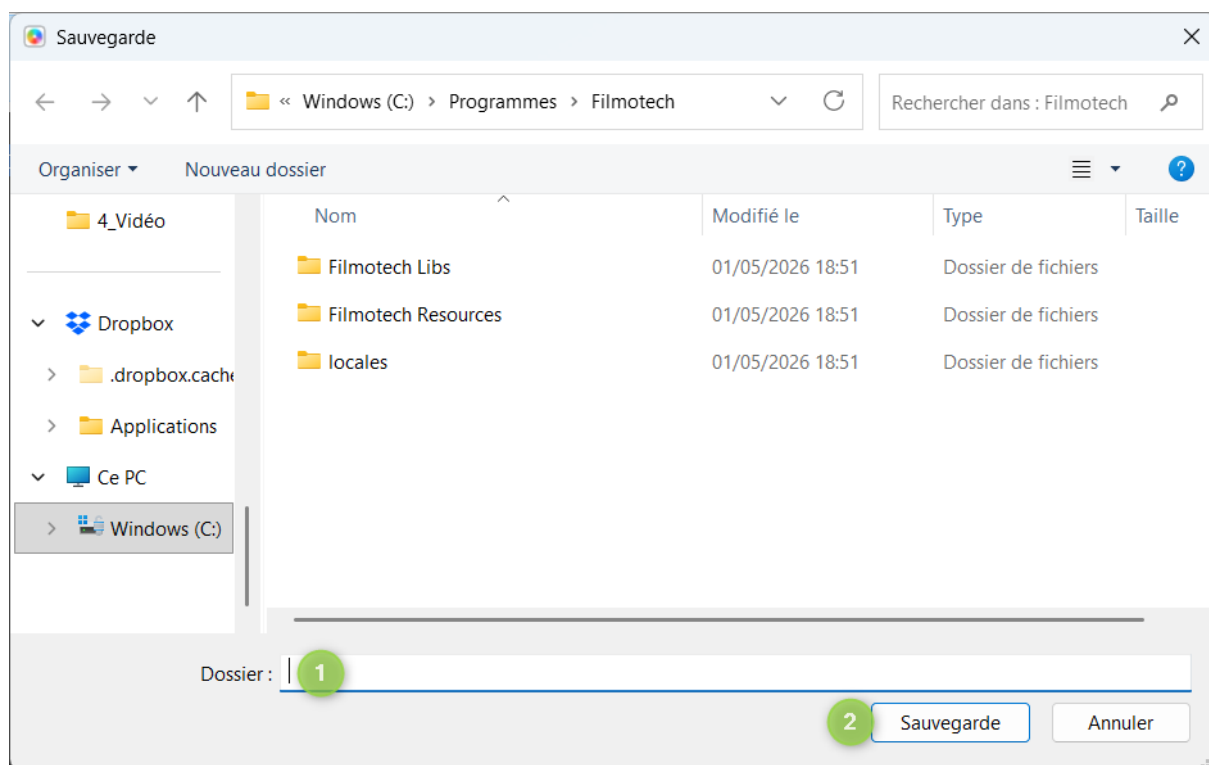 Sauvegarde
« Windows (C:) > Programmes > Filmotech
Rechercher dans : Filmotech
Organiser
Nouveau dossier
4_Vidéo
Nom
Modifié le
Type
Taille
Filmotech Libs
01/05/2026 18:51
Dossier de fichiers
Dropbox
Filmotech Resources
01/05/2026 18:51
Dossier de fichiers
.dropbox.cache
locales
01/05/2026 18:51
Dossier de fichiers
Applications
Ce PC
Windows (C:)
Dossier :
1
2
Sauvegarde
Annuler